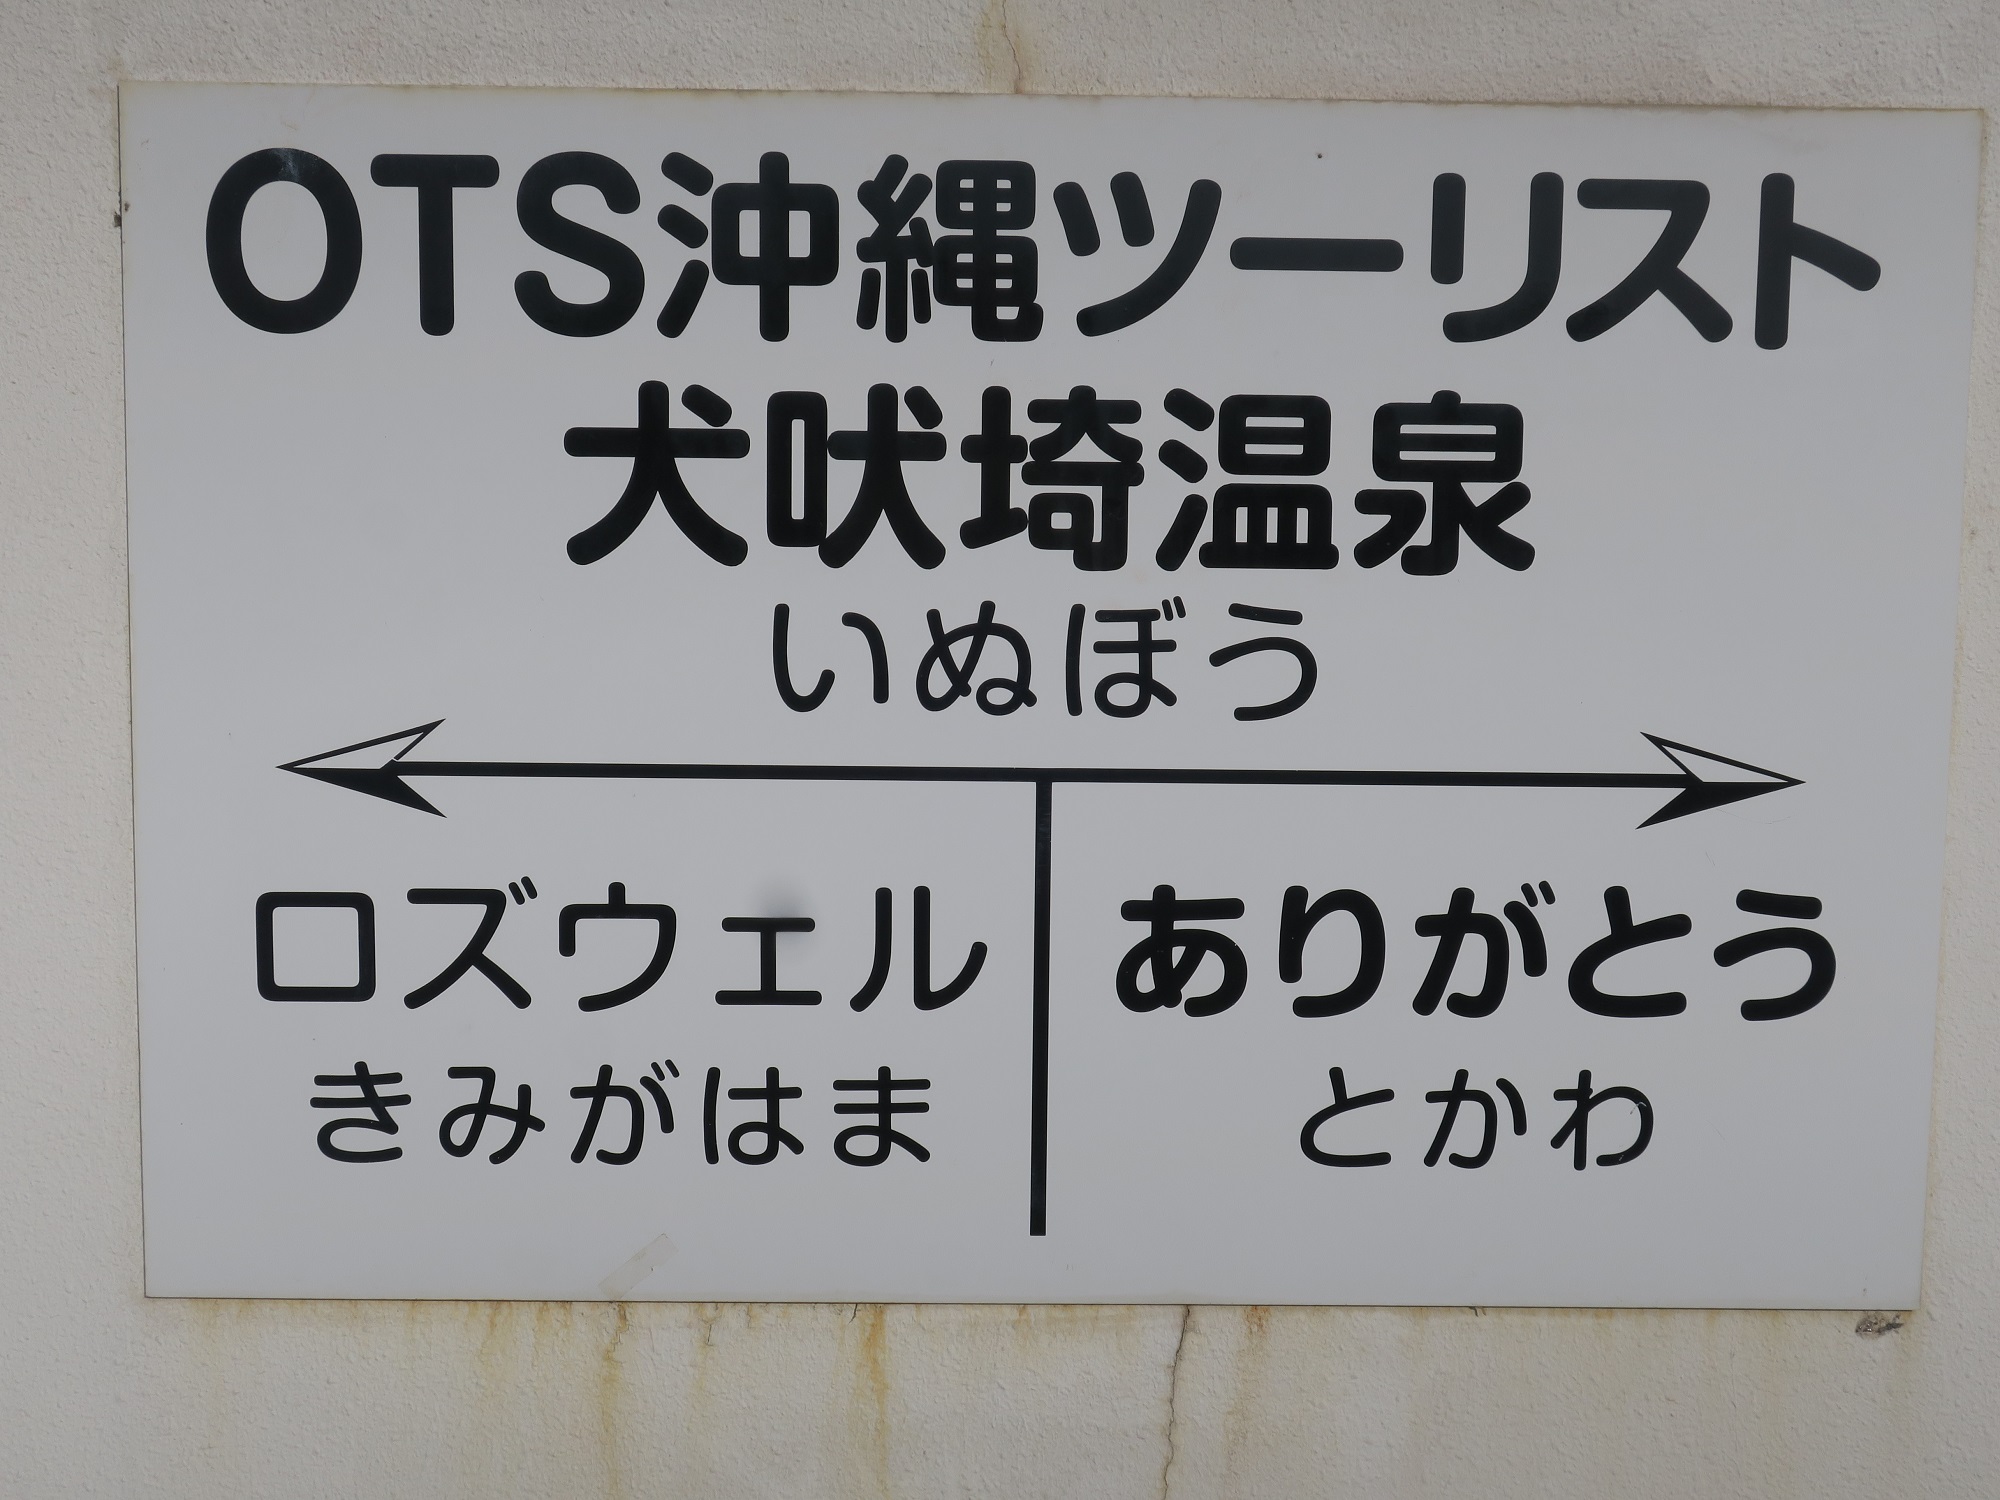 OTS沖縄ツーリスト
犬吠埼温泉
いぬぼう
ロズウェル
きみがはま
ありがとう
とかわ